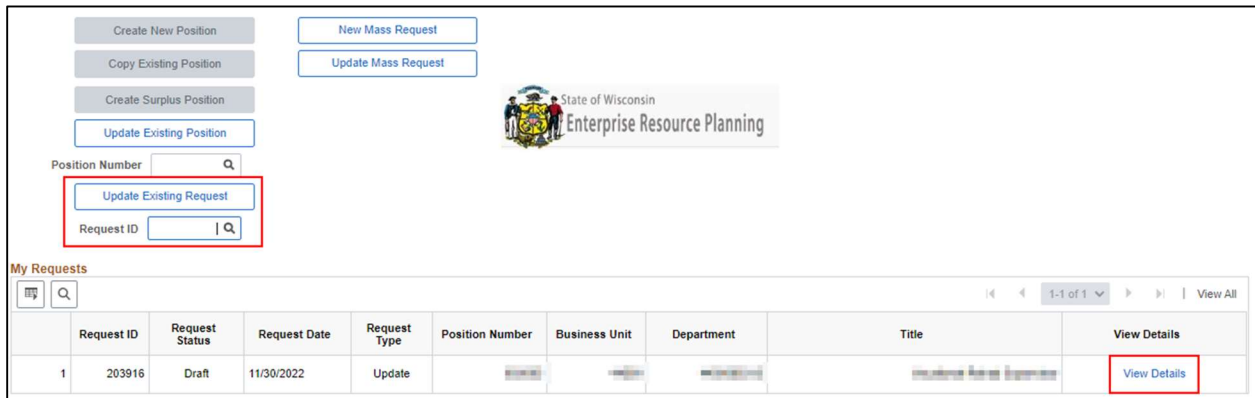 Create New Position
New Mass Request
Copy Existing Position
Update Mass Request
Create Surplus Position
State of Wisconsin
Enterprise Resource Planning
Update Existing Position
Position Number
Update Existing Request
Request ID
My Requests
1-1 of 1 | View All
Request ID Request Status Request Date Request Type Position Number Business Unit Department Title View Details
1 203916 Draft 11/30/2022 Update View Details